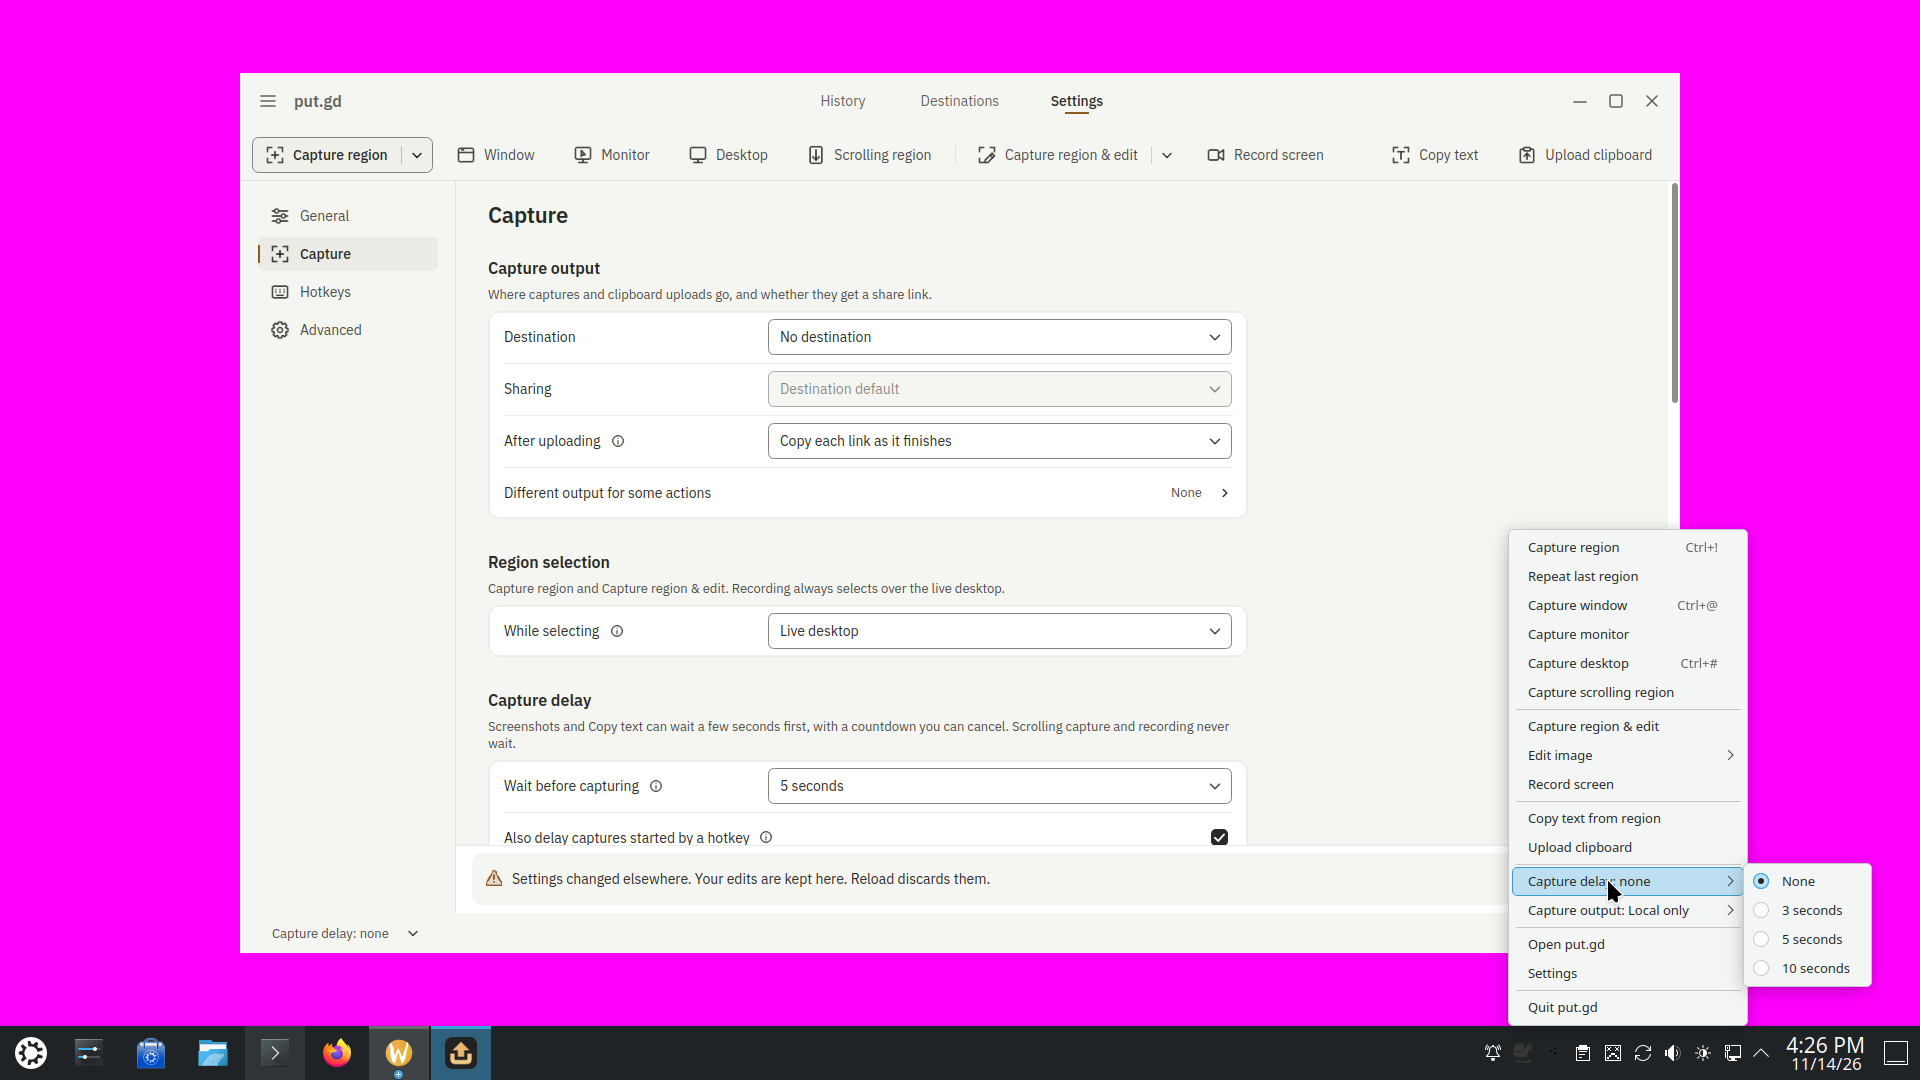 put.gd
History
Destinations
Settings
Capture region
Window
Monitor
Desktop
Scrolling region
Capture region & edit
Record screen
Copy text
Upload clipboard
General
Capture
Hotkeys
Advanced
Capture
Capture output
Where captures and clipboard uploads go, and whether they get a share link.
Destination
No destination
Sharing
Destination default
After uploading
Copy each link as it finishes
Different output for some actions
None
Region selection
Capture region and Capture region & edit. Recording always selects over the live desktop.
While selecting
Live desktop
Capture delay
Screenshots and Copy text can wait a few seconds first, with a countdown you can cancel. Scrolling capture and recording never
wait.
Wait before capturing
5 seconds
Also delay captures started by a hotkey
Settings changed elsewhere. Your edits are kept here. Reload discards them.
Capture delay: none
Capture region Ctrl+!
Repeat last region
Capture window Ctrl+@
Capture monitor
Capture desktop Ctrl+#
Capture scrolling region
Capture region & edit
Edit image
Record screen
Copy text from region
Upload clipboard
Capture delay: none
Capture output: Local only
Open put.gd
Settings
Quit put.gd
None
3 seconds
5 seconds
10 seconds
4:26 PM
11/14/26